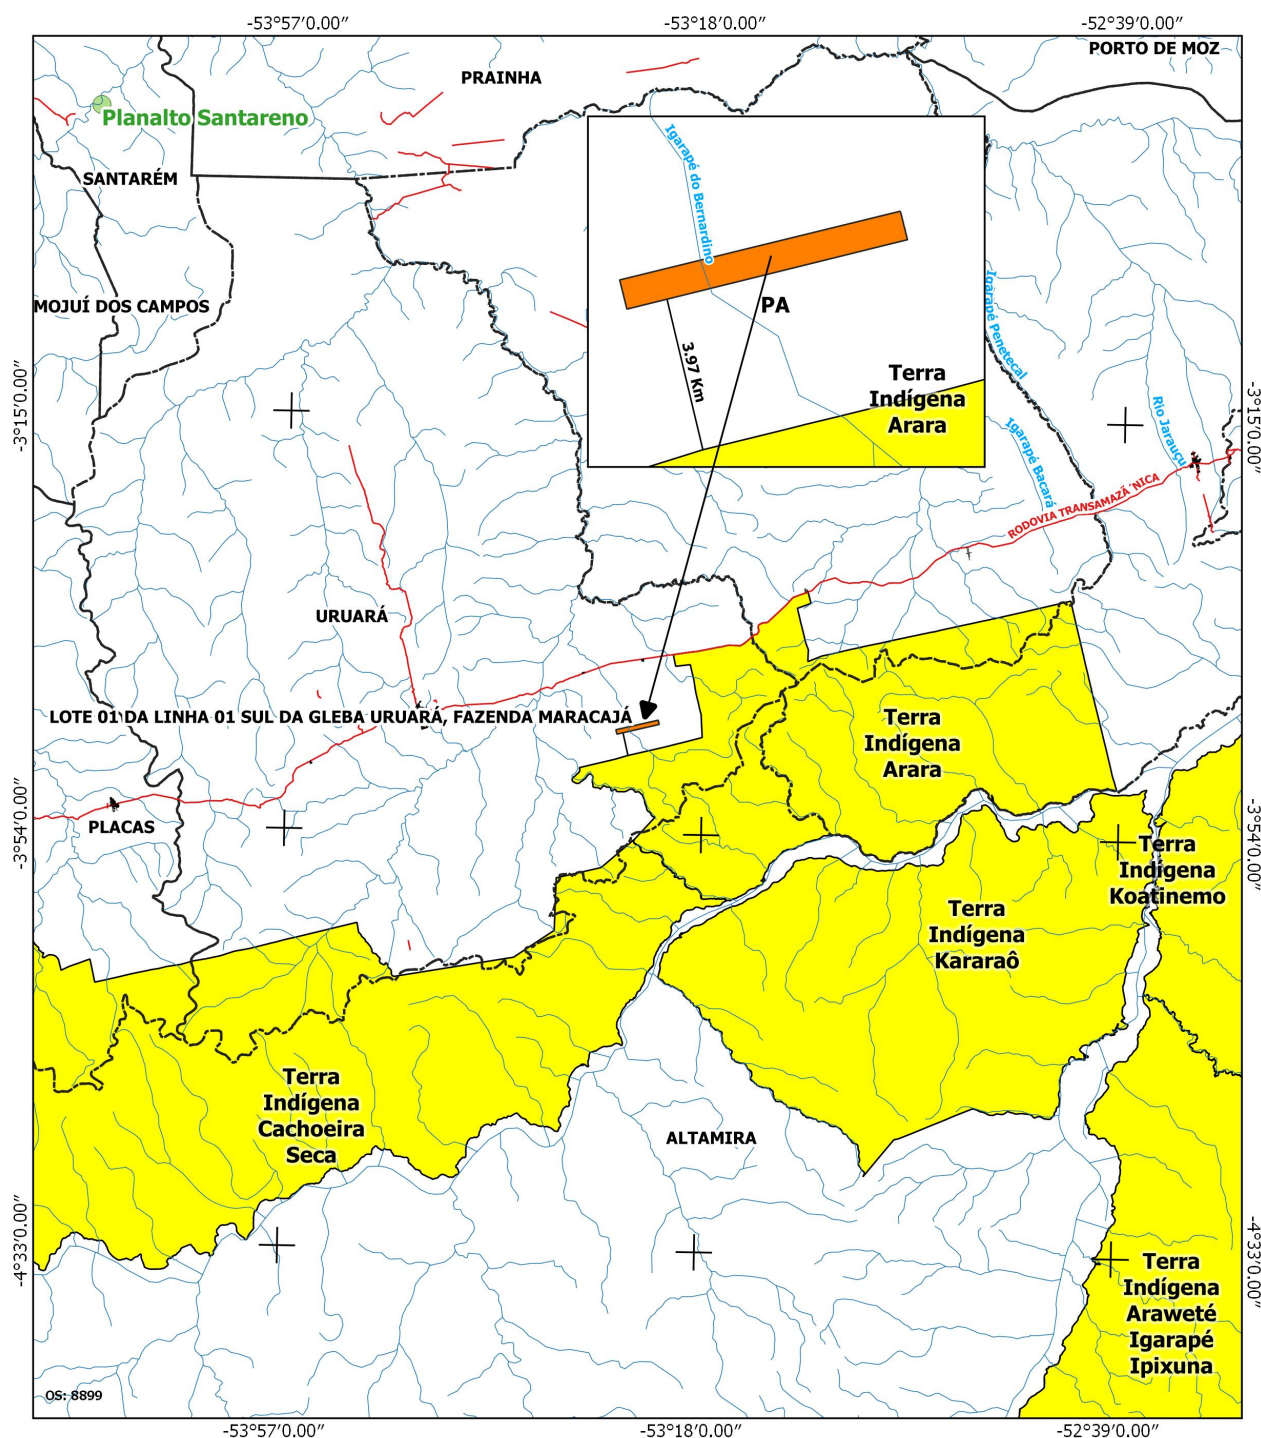 -53°57'0.00″
-53°18'0.00″
-52°39'0.00″
PORTO DE MOZ
PRAINHA
Planalto Santareno
SANTARÉM
MOJUÍ DOS CAMPOS
Igarapé do Bernardino
PA
3.97 Km
Terra
Indígena
Arara
Igarapé Penetecal
Igarapé Bacará
Rio Jarauçu
RODOVIA TRANSAMAZÃ´NICA
-3°15'0.00″
-3°15'0.00″
URUARÁ
LOTE 01 DA LINHA 01 SUL DA GLEBA URUARÁ, FAZENDA MARACAJÁ
Terra
Indígena
Arara
PLACAS
-3°54'0.00″
-3°54'0.00″
Terra
Indígena
Koatinemo
Terra
Indígena
Kararaô
Terra
Indígena
Cachoeira
Seca
ALTAMIRA
-4°33'0.00″
-4°33'0.00″
Terra
Indígena
Araweté
Igarapé
Ipixuna
OS: 8899
-53°57'0.00″
-53°18'0.00″
-52°39'0.00″